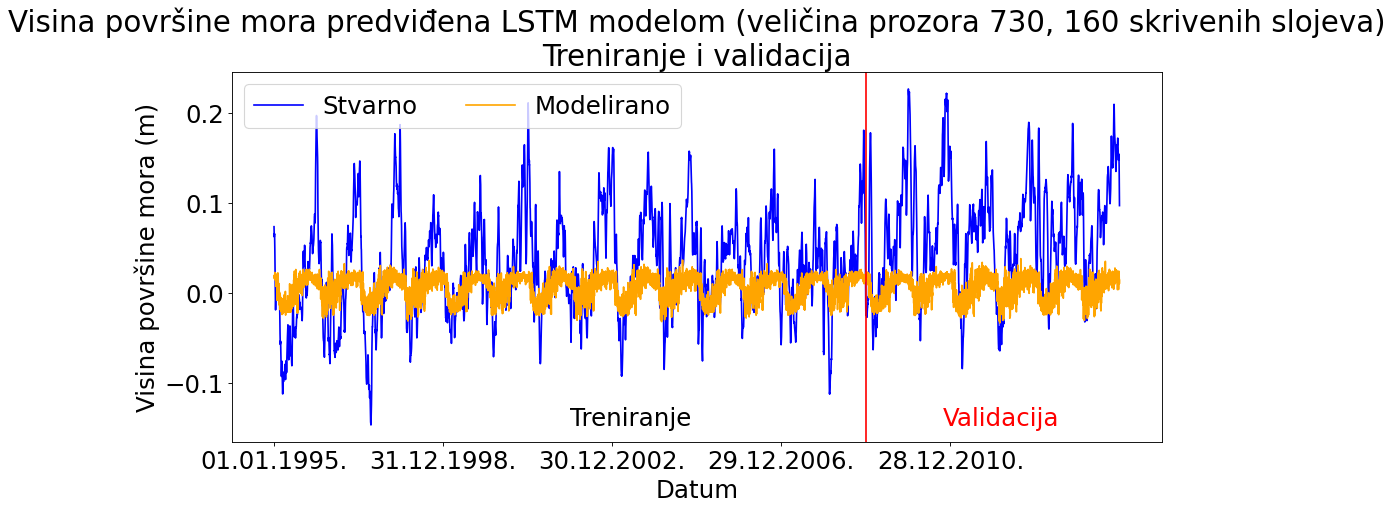 Visina površine mora predviđena LSTM modelom (veličina prozora 730, 160 skrivenih slojeva)
Treniranje i validacija
Stvarno
Modelirano
Visina površine mora (m)
0.2
0.1
0.0
−0.1
Treniranje
Validacija
01.01.1995.
31.12.1998.
30.12.2002.
29.12.2006.
28.12.2010.
Datum